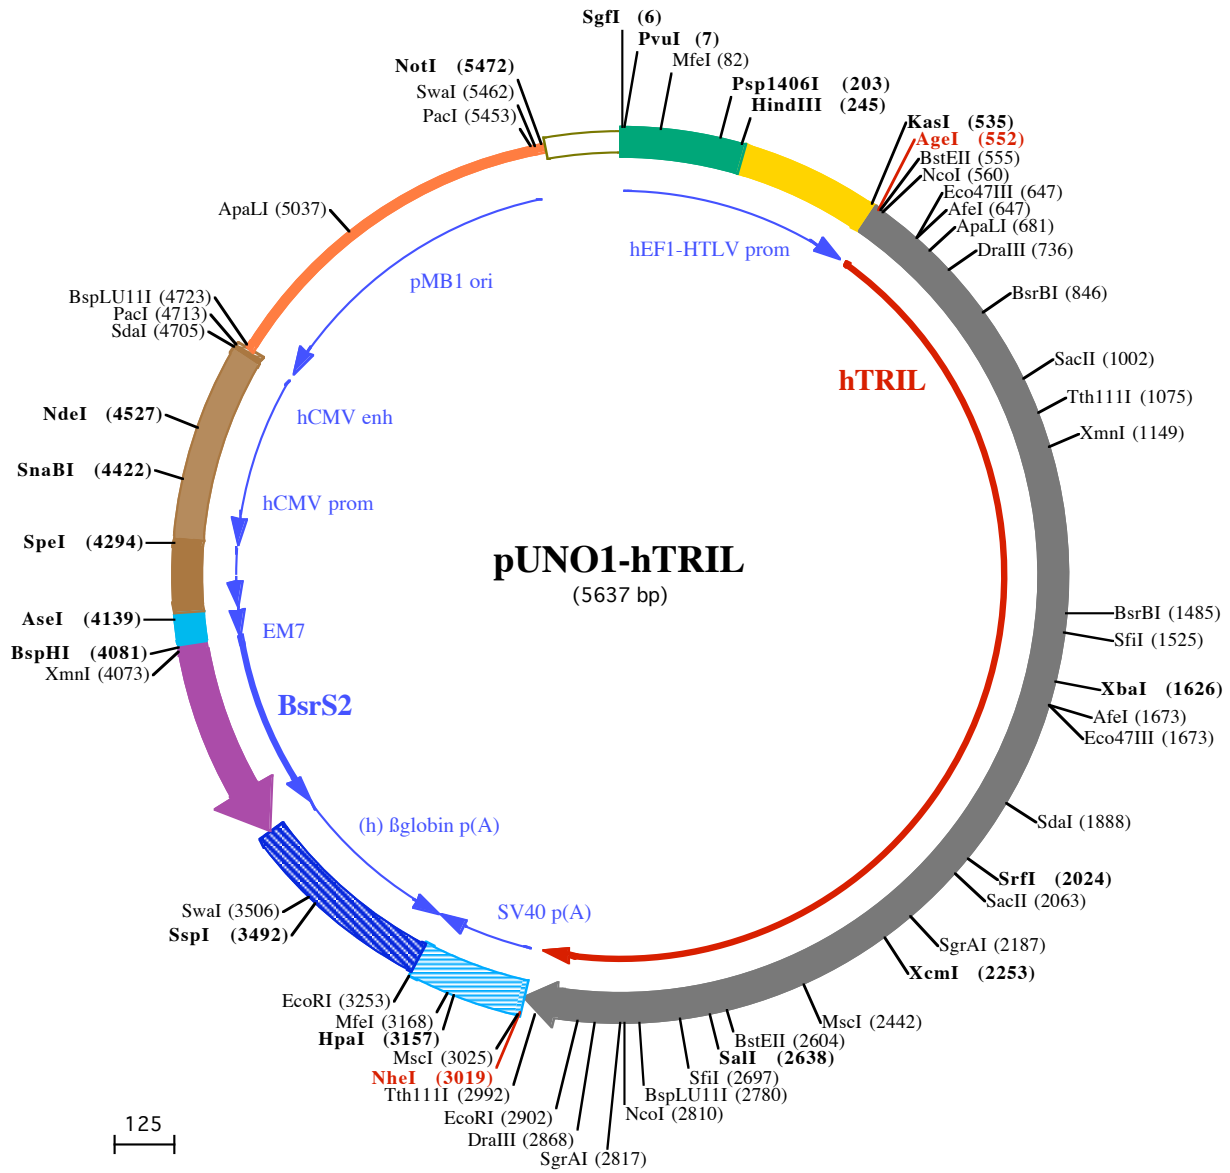 SgfI (6)
PvuI (7)
MfeI (82)
Psp1406I (203)
HindIII (245)
KasI (535)
AgeI (552)
BstEII (555)
NcoI (560)
Eco47III (647)
AfeI (647)
ApaLI (681)
DraIII (736)
BsrBI (846)
SacII (1002)
Tth111I (1075)
XmnI (1149)
BsrBI (1485)
SfiI (1525)
XbaI (1626)
AfeI (1673)
Eco47III (1673)
SdaI (1888)
SrfI (2024)
SacII (2063)
SgrAI (2187)
XcmI (2253)
MscI (2442)
BstEII (2604)
SalI (2638)
SfiI (2697)
BspLU11I (2780)
NcoI (2810)
SgrAI (2817)
DraIII (2868)
EcoRI (2902)
Tth111I (2992)
NheI (3019)
MscI (3025)
HpaI (3157)
MfeI (3168)
EcoRI (3253)
SspI (3492)
SwaI (3506)
XmnI (4073)
BspHI (4081)
AseI (4139)
SpeI (4294)
SnaBI (4422)
NdeI (4527)
SdaI (4705)
PacI (4713)
BspLU11I (4723)
ApaLI (5037)
PacI (5453)
SwaI (5462)
NotI (5472)
hEF1-HTLV prom
hTRIL
SV40 p(A)
(h) ßglobin p(A)
BsrS2
EM7
hCMV prom
hCMV enh
pMB1 ori
pUNO1-hTRIL
(5637 bp)
125